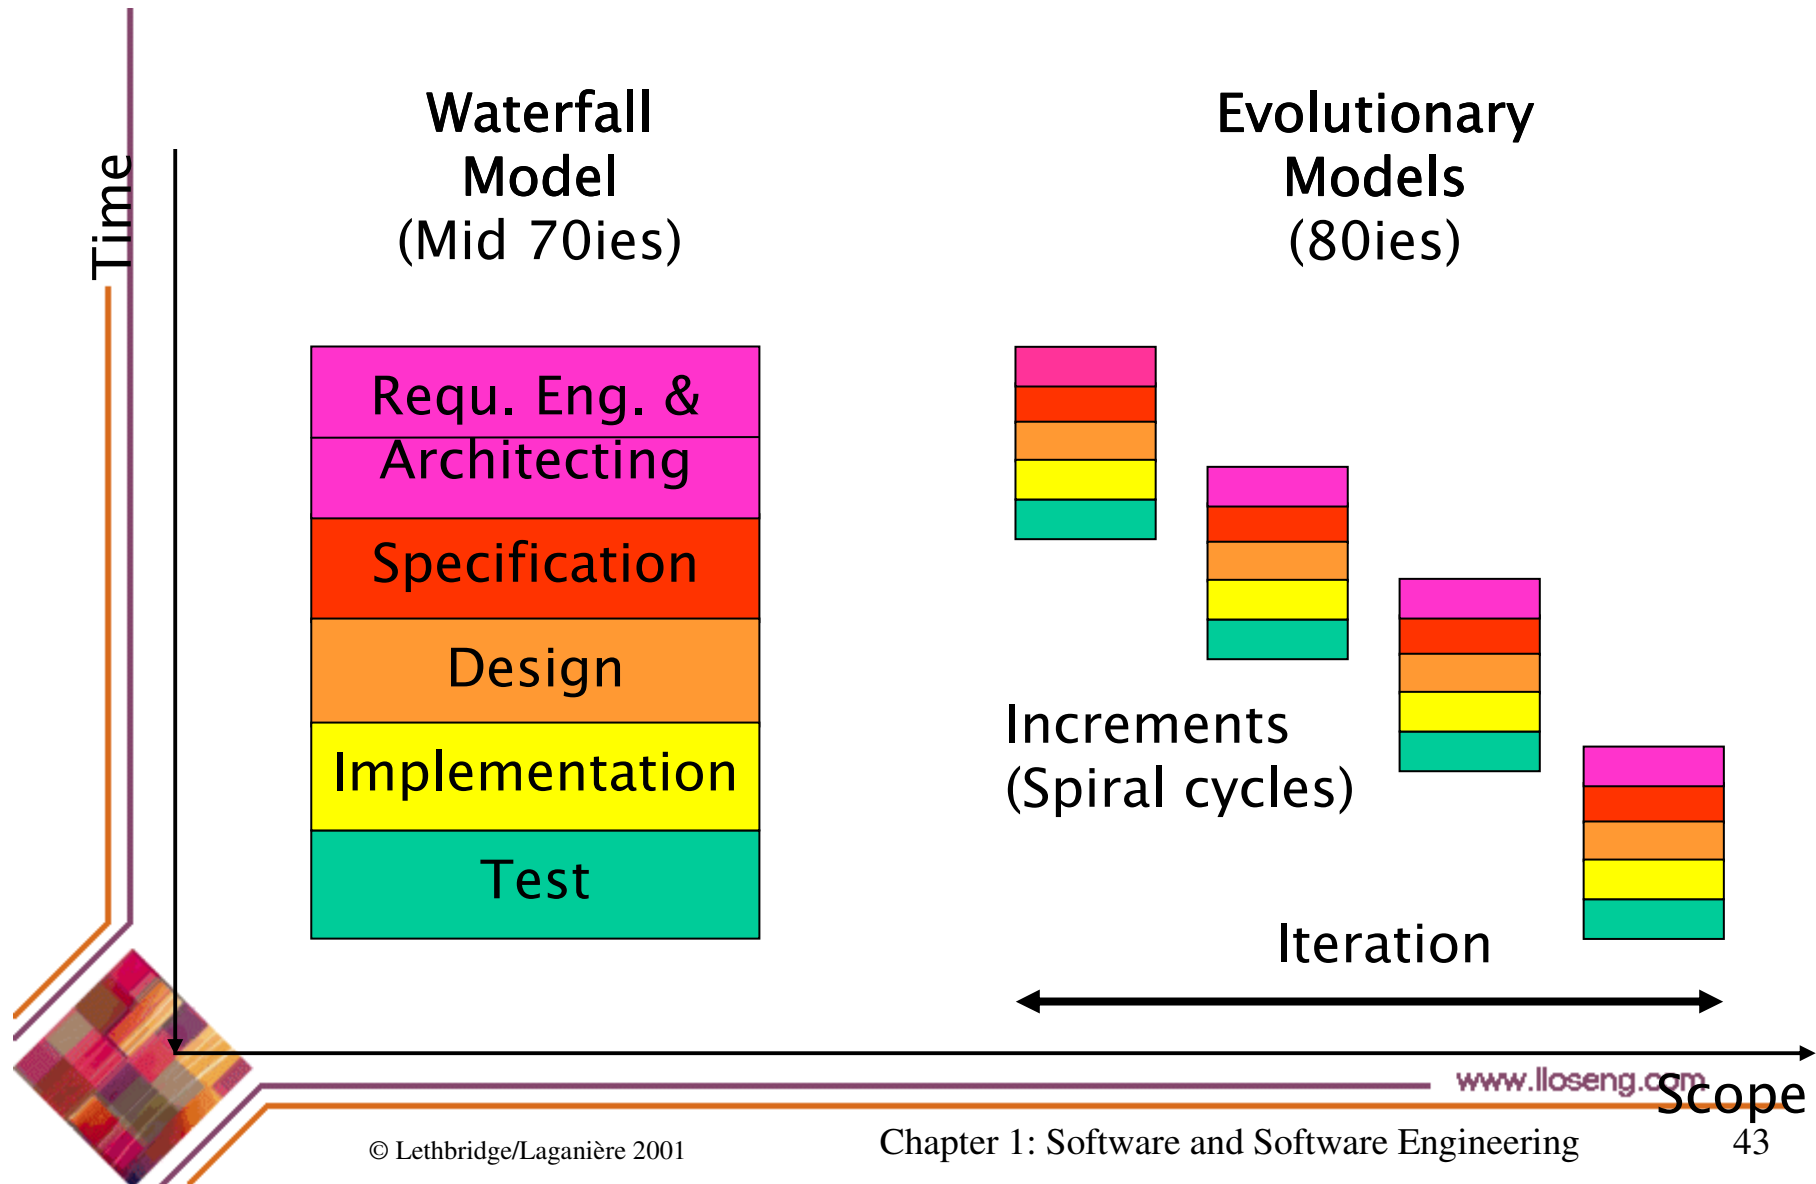 Waterfall
Model
(Mid 70ies)
Evolutionary
Models
(80ies)
Time
Requ. Eng. &
Architecting
Specification
Design
Implementation
Test
Increments
(Spiral cycles)
Iteration
www.lloseng.com
Scope
© Lethbridge/Laganière 2001
Chapter 1: Software and Software Engineering
43